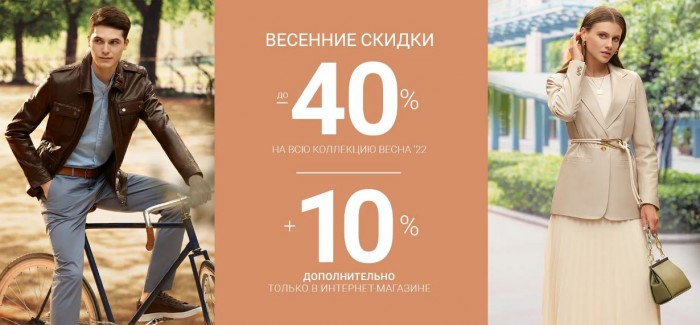 ВЕСЕННИЕ СКИДКИ
до
–40%
НА ВСЮ КОЛЛЕКЦИЮ ВЕСНА '22
+10%
ДОПОЛНИТЕЛЬНО
ТОЛЬКО В ИНТЕРНЕТ-МАГАЗИНЕ